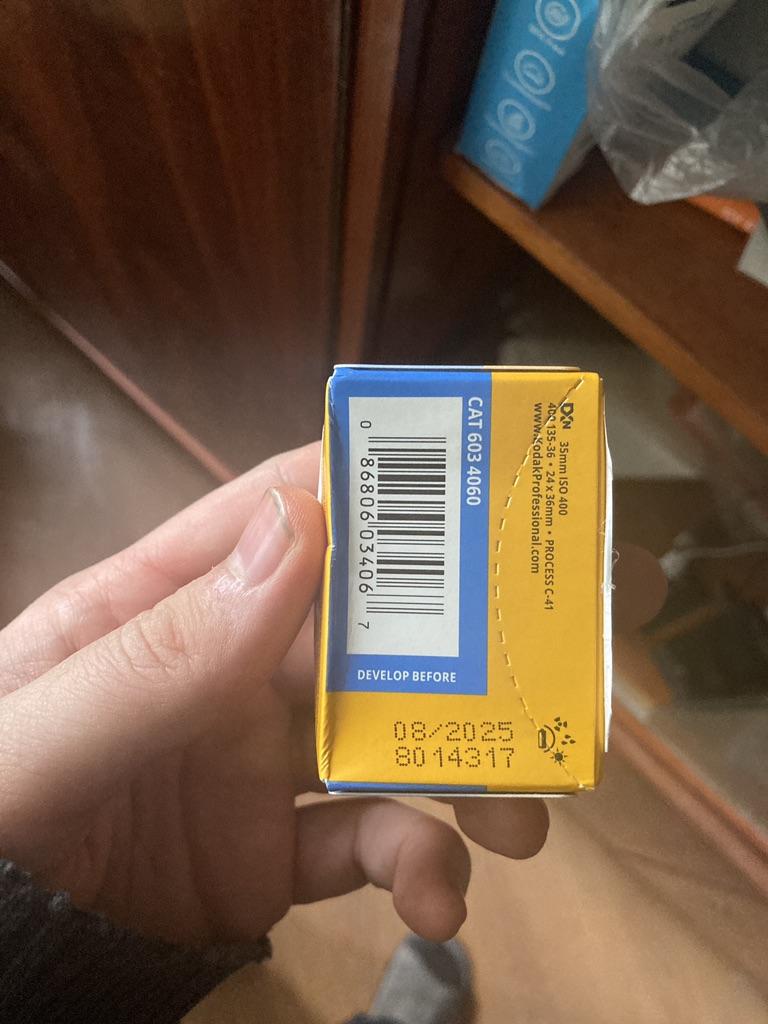 CAT 603 4060
0 86806 03406 7
DEVELOP BEFORE
08/2025
8014317
DXN 35mm ISO 400
400 135-36 • 24 x 36mm • PROCESS C-41
www.KodakProfessional.com